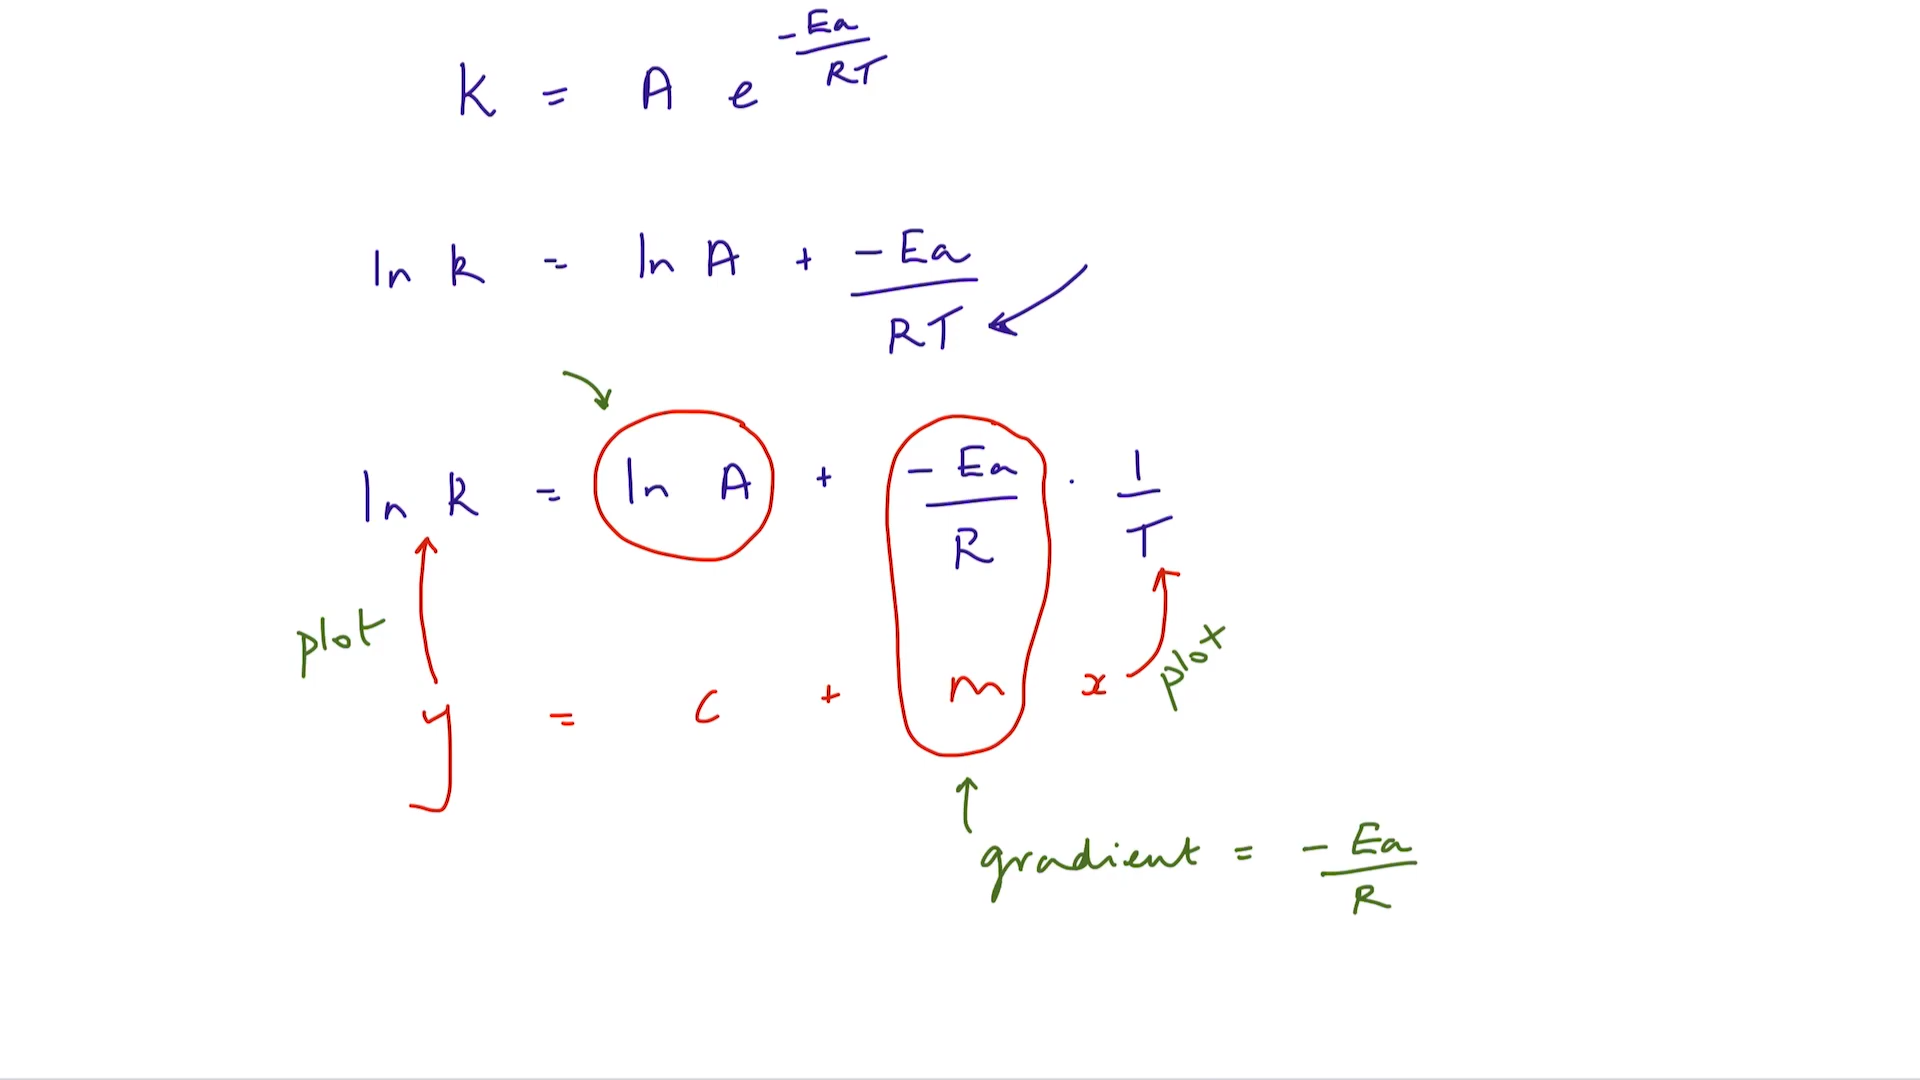 k = A e^(-Ea/RT)
ln k = ln A + -Ea/RT
ln k = ln A + -Ea/R · 1/T
plot
plot
y = c + m x
gradient = -Ea/R